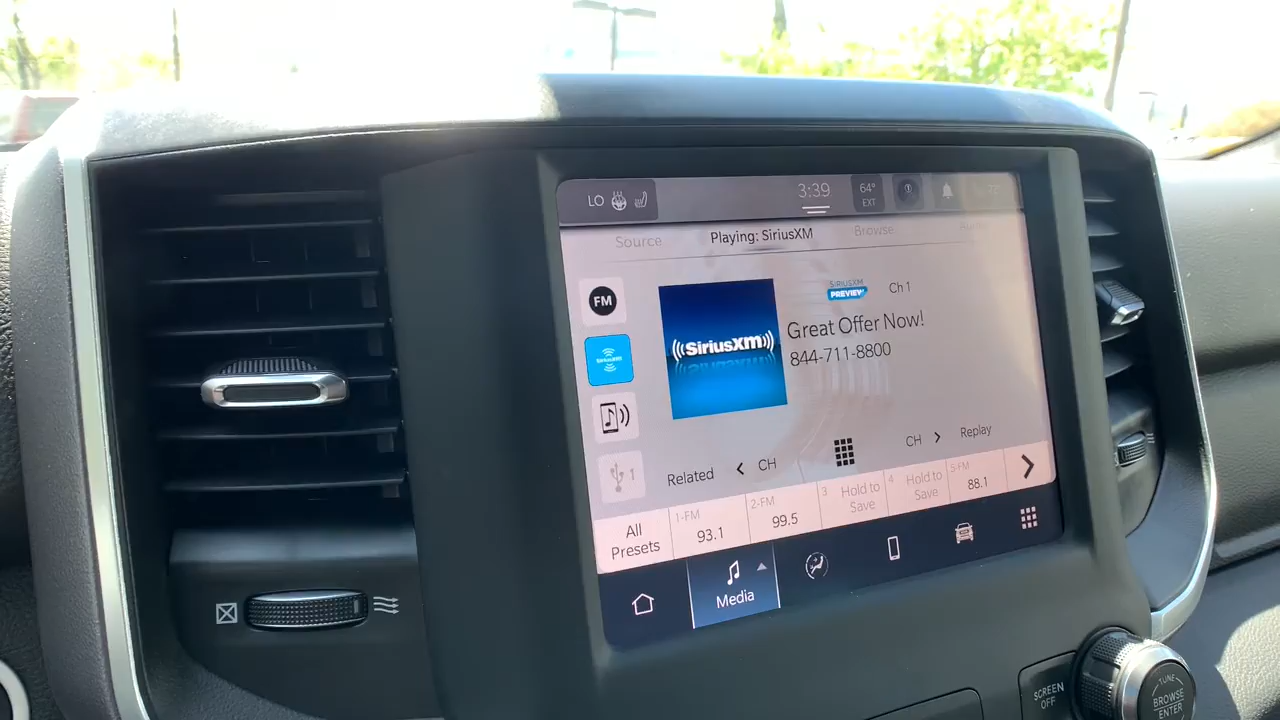 LO
3:39
64°
EXT
72°
Source
Playing: SiriusXM
Browse
FM
SIRIUSXM
PREVIEW
Ch 1
((SiriusXM))
Great Offer Now!
844-711-8800
1
Related
CH
CH
Replay
All
Presets
1-FM
93.1
2-FM
99.5
3
Hold to
Save
4
Hold to
Save
5-FM
88.1
Media
SCREEN
OFF
TUNE
BROWSE
ENTER